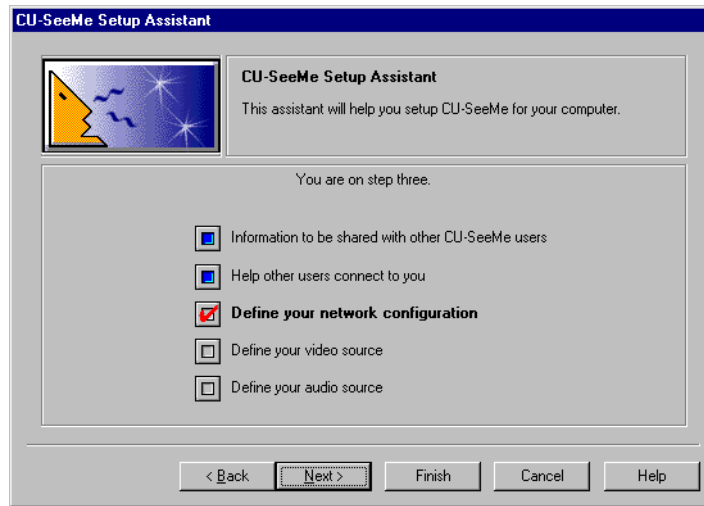 CU-SeeMe Setup Assistant
CU-SeeMe Setup Assistant
This assistant will help you setup CU-SeeMe for your computer.
You are on step three.
Information to be shared with other CU-SeeMe users
Help other users connect to you
Define your network configuration
Define your video source
Define your audio source
< Back Next > Finish Cancel Help